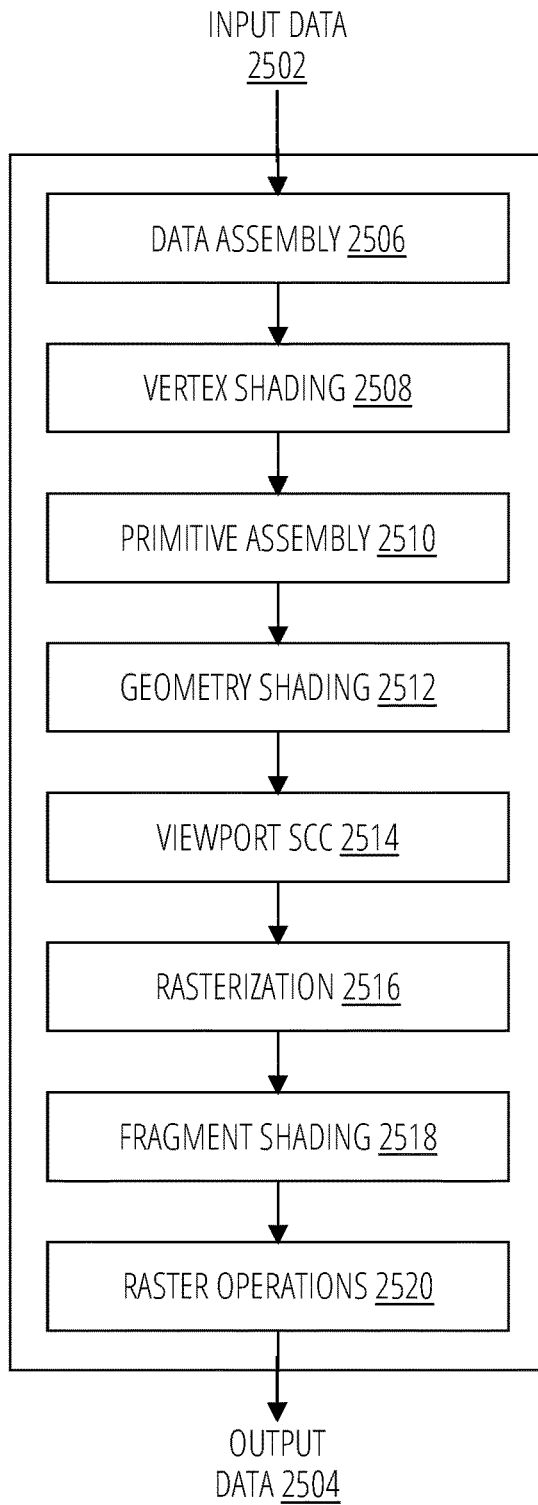 INPUT DATA
2502
DATA ASSEMBLY 2506
VERTEX SHADING 2508
PRIMITIVE ASSEMBLY 2510
GEOMETRY SHADING 2512
VIEWPORT SCC 2514
RASTERIZATION 2516
FRAGMENT SHADING 2518
RASTER OPERATIONS 2520
OUTPUT
DATA 2504